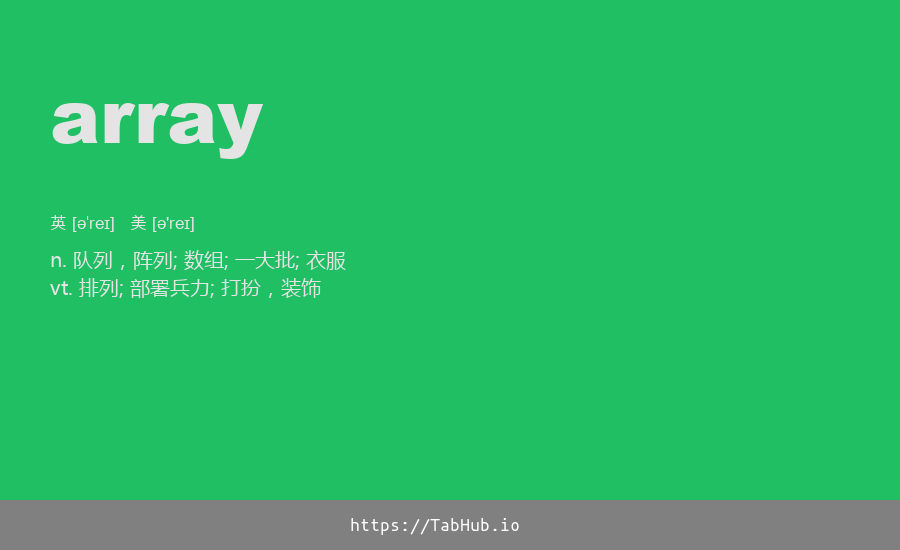 array
英 [ə'reɪ] 美 [ə'reɪ]
n. 队列，阵列; 数组; 一大批; 衣服
vt. 排列; 部署兵力; 打扮，装饰
https://TabHub.io